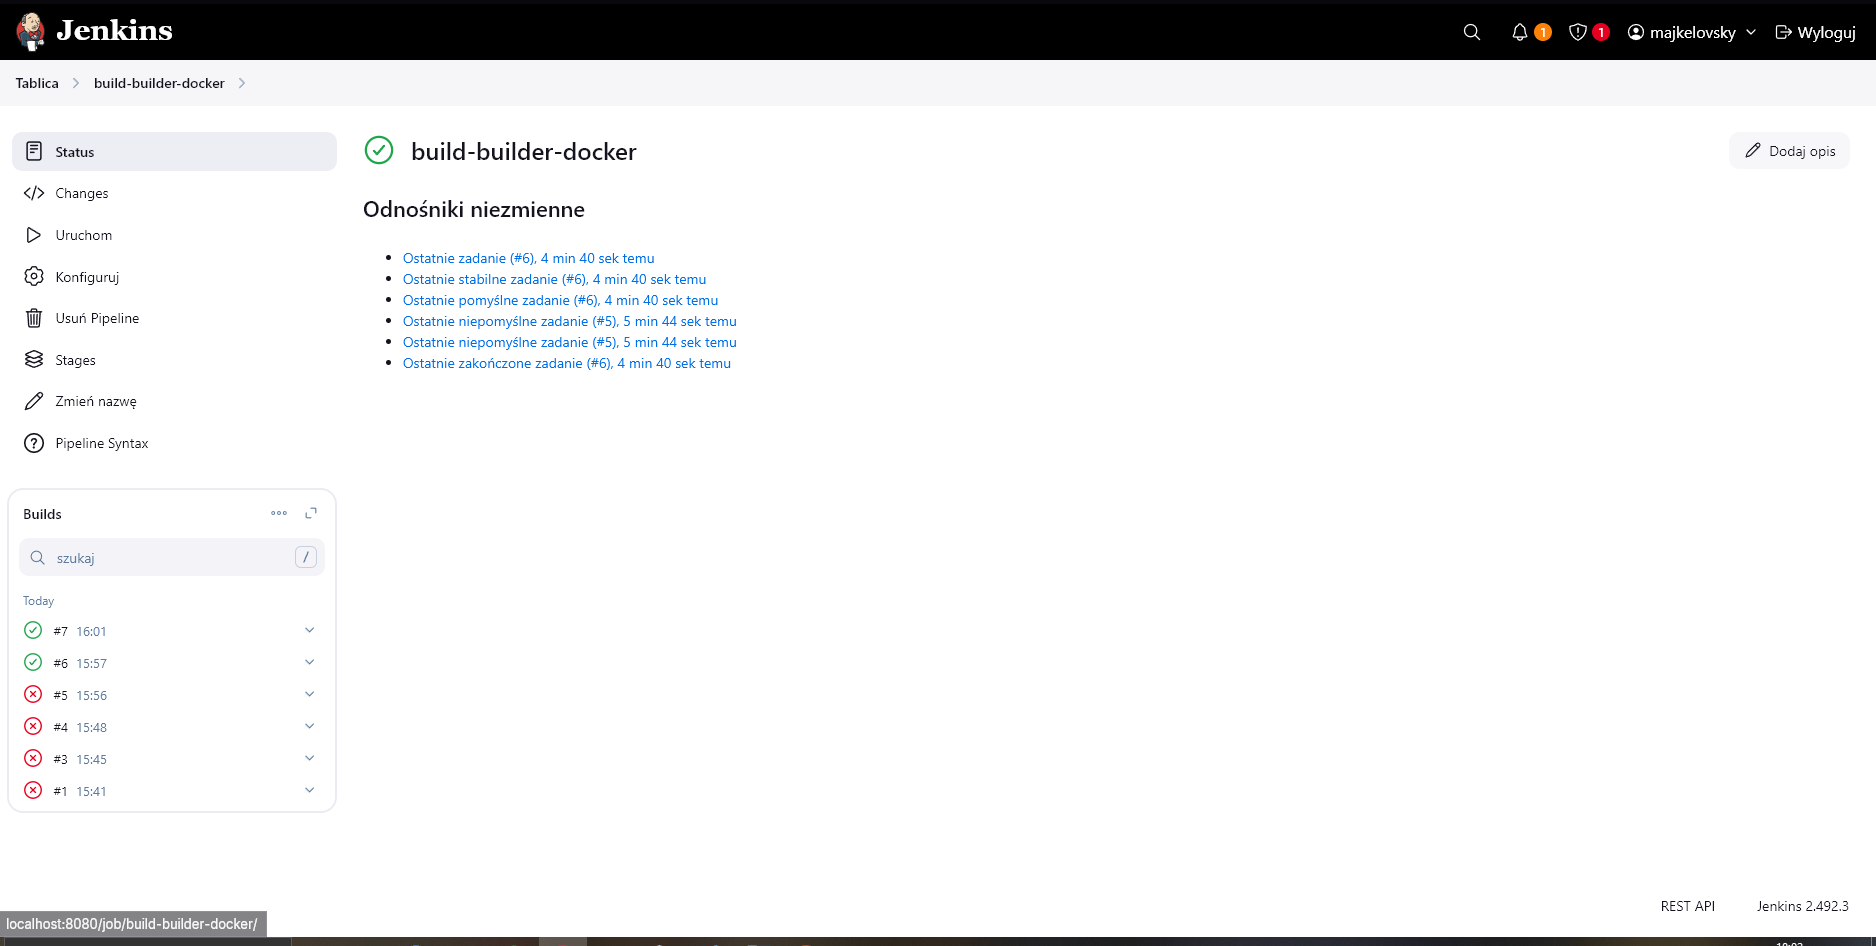 Jenkins
1
1
majkelovsky
Wyloguj
Tablica
build-builder-docker
Status
Changes
Uruchom
Konfiguruj
Usuń Pipeline
Stages
Zmień nazwę
Pipeline Syntax
Builds
szukaj
/
Today
#7 16:01
#6 15:57
#5 15:56
#4 15:48
#3 15:45
#1 15:41
build-builder-docker
Dodaj opis
Odnośniki niezmienne
Ostatnie zadanie (#6), 4 min 40 sek temu
Ostatnie stabilne zadanie (#6), 4 min 40 sek temu
Ostatnie pomyślne zadanie (#6), 4 min 40 sek temu
Ostatnie niepomyślne zadanie (#5), 5 min 44 sek temu
Ostatnie niepomyślne zadanie (#5), 5 min 44 sek temu
Ostatnie zakończone zadanie (#6), 4 min 40 sek temu
REST API
Jenkins 2.492.3
localhost:8080/job/build-builder-docker/